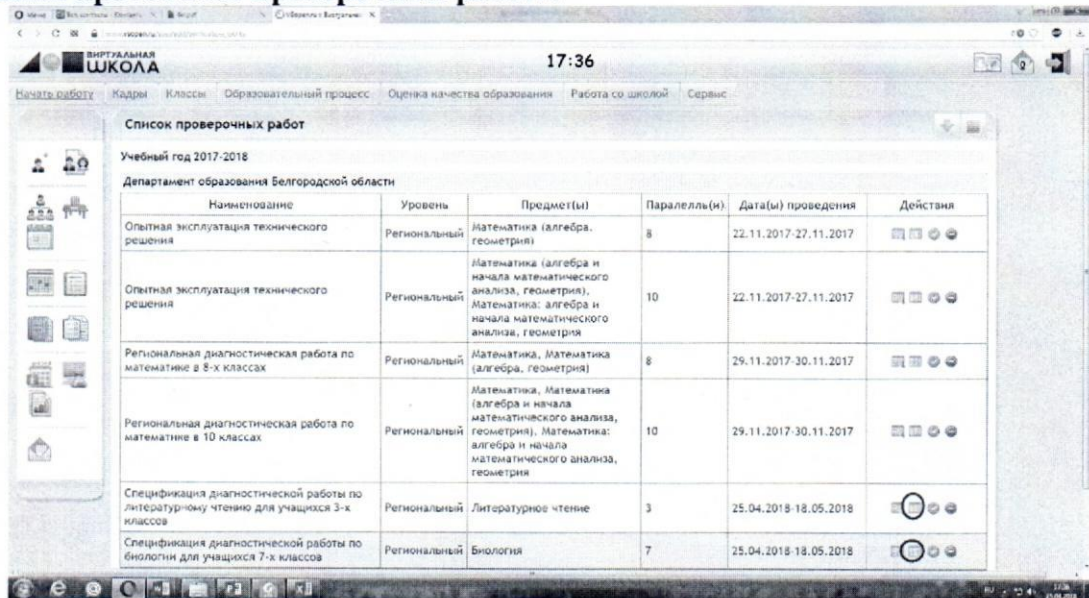 ВИРТУАЛЬНАЯ
ШКОЛА
17:36
Начать работу Кадры Классы Образовательный процесс Оценка качества образования Работа со школой Сервис
Список проверочных работ
Учебный год 2017-2018
Департамент образования Белгородской области
Наименование Уровень Предмет(ы) Параллель(и) Дата(ы) проведения Действия
Опытная эксплуатация технического
решения
Региональный
Математика (алгебра,
геометрия)
8
22.11.2017-27.11.2017
Опытная эксплуатация технического
решения
Региональный
Математика (алгебра и
начала математического
анализа, геометрия),
Математика: алгебра и
начала математического
анализа, геометрия
10
22.11.2017-27.11.2017
Региональная диагностическая работа по
математике в 8-х классах
Региональный
Математика, Математика
(алгебра, геометрия)
8
29.11.2017-30.11.2017
Региональная диагностическая работа по
математике в 10 классах
Региональный
Математика, Математика
(алгебра и начала
математического анализа,
геометрия), Математика:
алгебра и начала
математического анализа,
геометрия
10
29.11.2017-30.11.2017
Спецификация диагностической работы по
литературному чтению для учащихся 3-х
классов
Региональный
Литературное чтение
3
25.04.2018-18.05.2018
Спецификация диагностической работы по
биологии для учащихся 7-х классов
Региональный
Биология
7
25.04.2018-18.05.2018